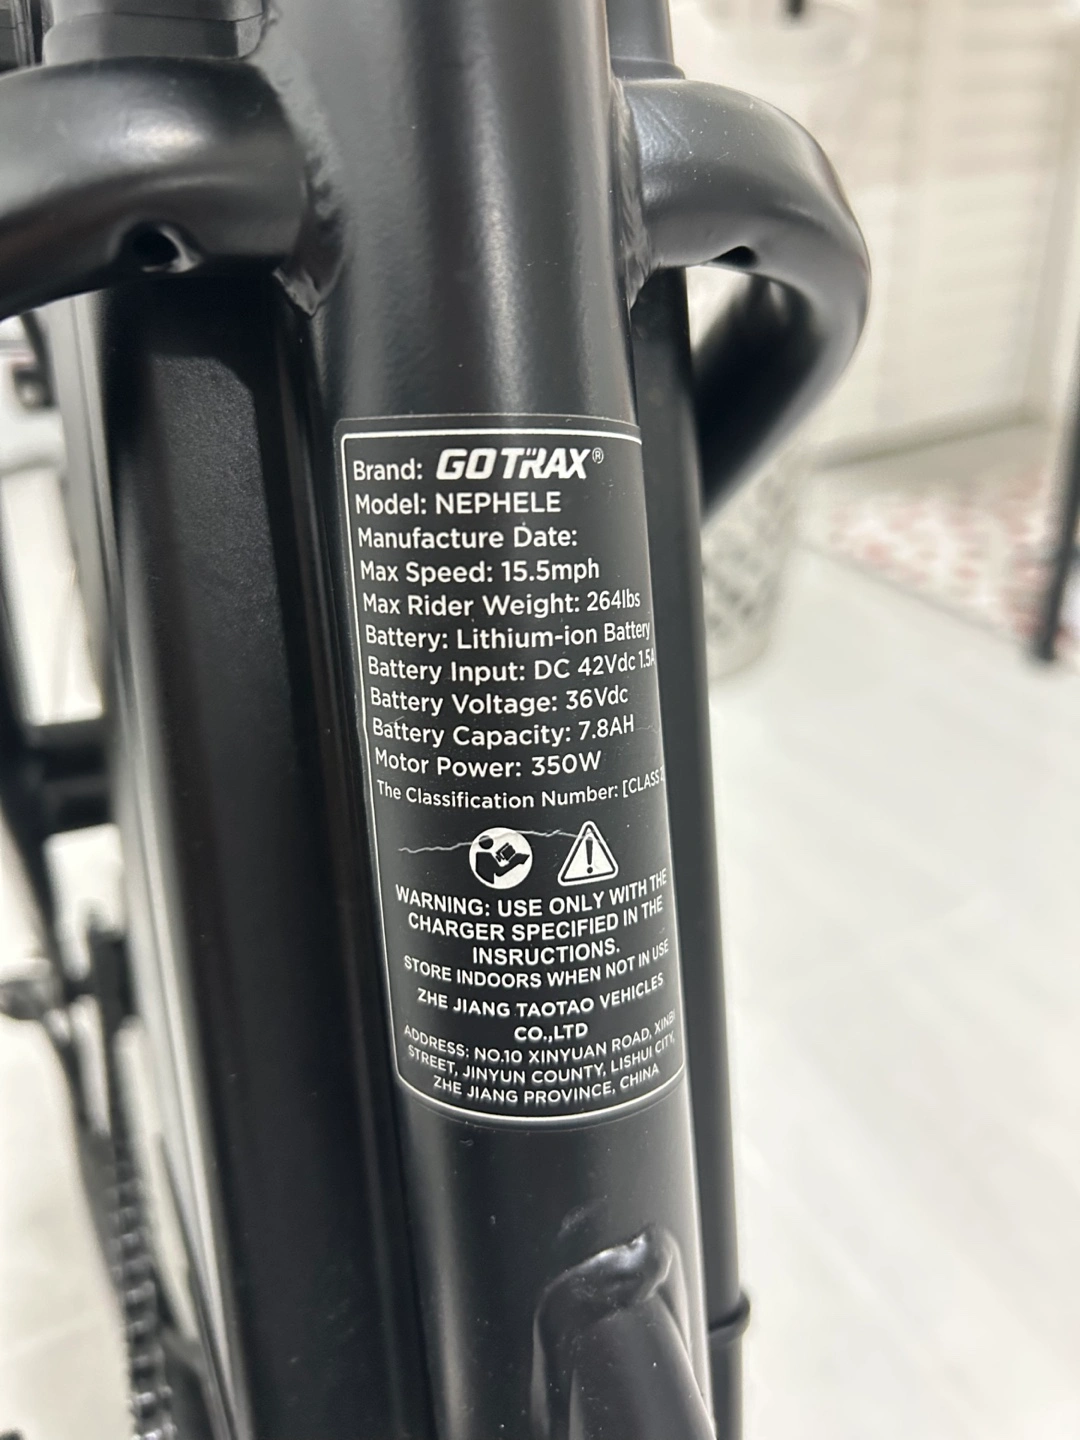 Brand: GOTRAX®
Model: NEPHELE
Manufacture Date:
Max Speed: 15.5mph
Max Rider Weight: 264lbs
Battery: Lithium-ion Battery
Battery Input: DC 42Vdc 1.5A
Battery Voltage: 36Vdc
Battery Capacity: 7.8AH
Motor Power: 350W
The Classification Number: [CLASS
WARNING: USE ONLY WITH THE
CHARGER SPECIFIED IN THE
INSRUCTIONS.
STORE INDOORS WHEN NOT IN USE
ZHE JIANG TAOTAO VEHICLES
CO.,LTD
ADDRESS: NO.10 XINYUAN ROAD, XINBI
STREET, JINYUN COUNTY, LISHUI CITY,
ZHE JIANG PROVINCE, CHINA